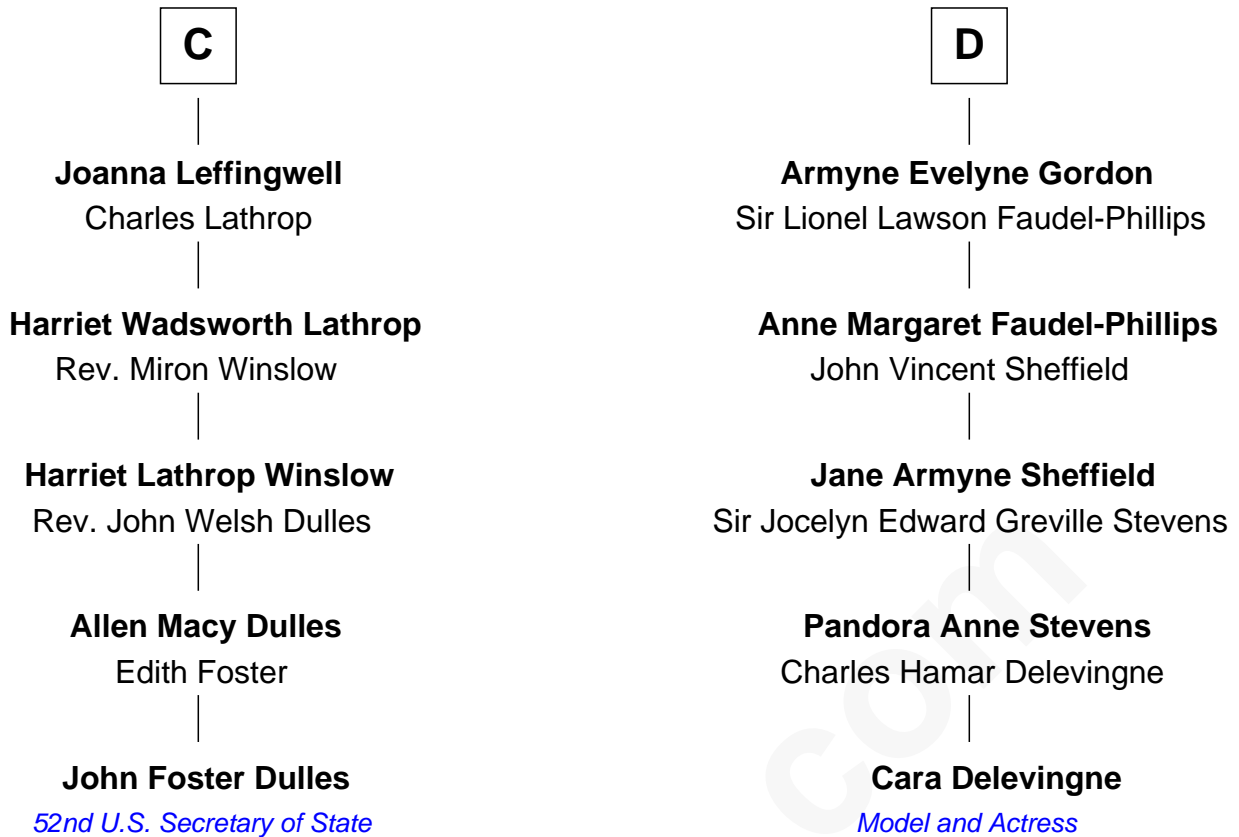 C
Joanna Leffingwell
Charles Lathrop
Harriet Wadsworth Lathrop
Rev. Miron Winslow
Harriet Lathrop Winslow
Rev. John Welsh Dulles
Allen Macy Dulles
Edith Foster
John Foster Dulles
52nd U.S. Secretary of State
D
Armyne Evelyne Gordon
Sir Lionel Lawson Faudel-Phillips
Anne Margaret Faudel-Phillips
John Vincent Sheffield
Jane Armyne Sheffield
Sir Jocelyn Edward Greville Stevens
Pandora Anne Stevens
Charles Hamar Delevingne
Cara Delevingne
Model and Actress
com